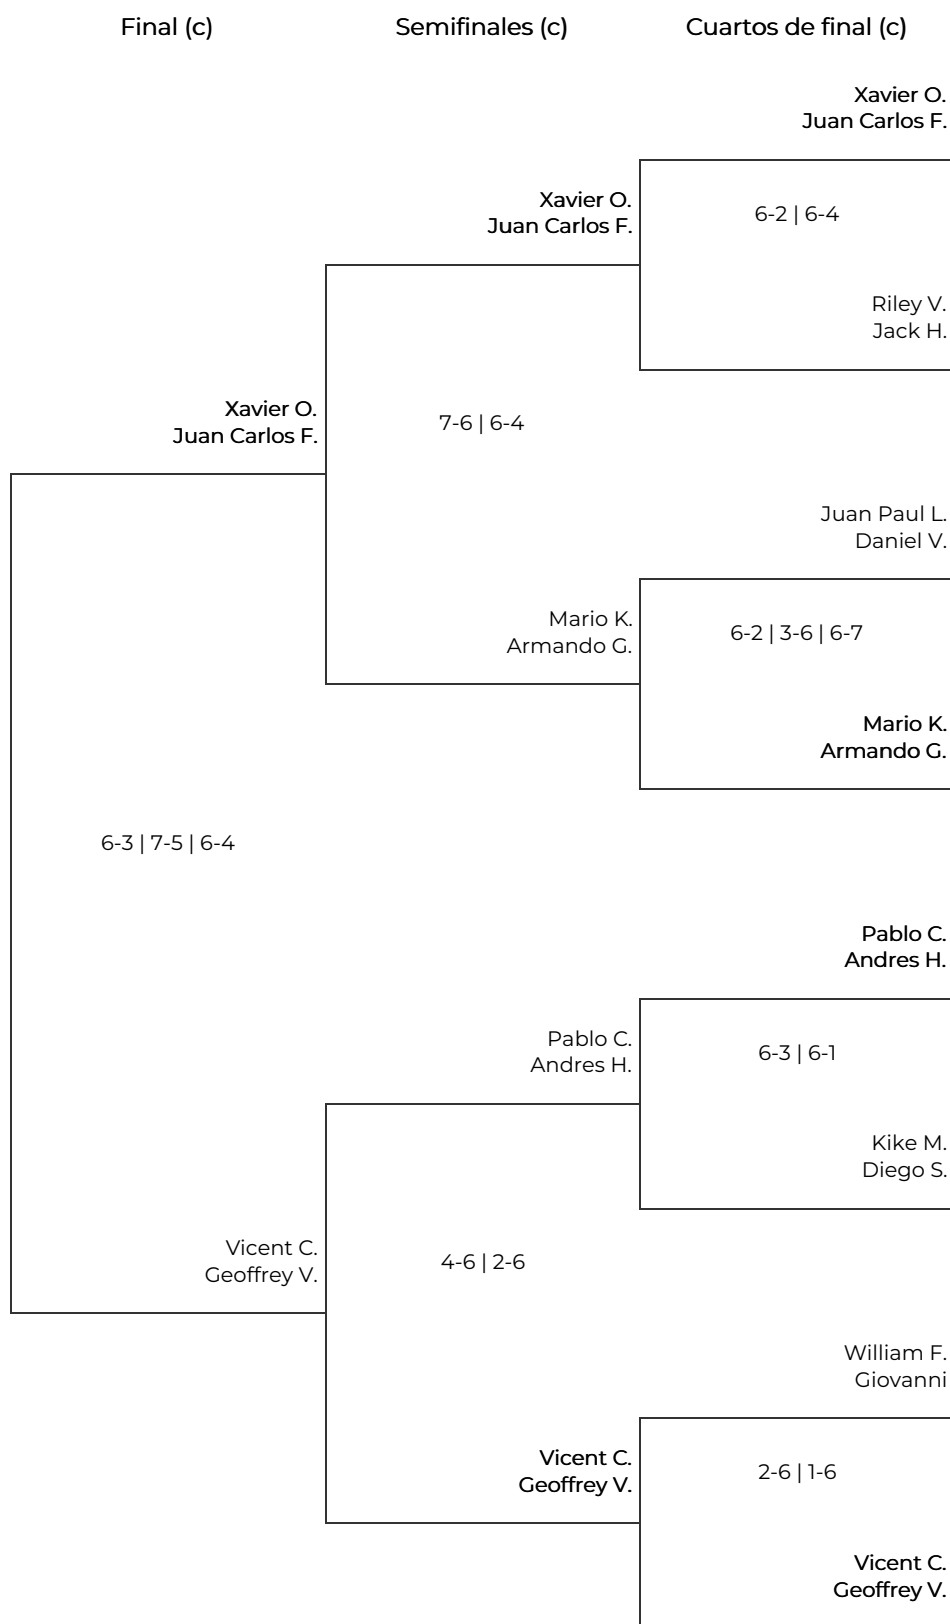 Final (c)
Semifinales (c)
Cuartos de final (c)
Xavier O.
Juan Carlos F.
Xavier O.
Juan Carlos F.
6-2 | 6-4
Riley V.
Jack H.
Xavier O.
Juan Carlos F.
7-6 | 6-4
Juan Paul L.
Daniel V.
Mario K.
Armando G.
6-2 | 3-6 | 6-7
Mario K.
Armando G.
6-3 | 7-5 | 6-4
Pablo C.
Andres H.
Pablo C.
Andres H.
6-3 | 6-1
Kike M.
Diego S.
Vicent C.
Geoffrey V.
4-6 | 2-6
William F.
Giovanni
Vicent C.
Geoffrey V.
2-6 | 1-6
Vicent C.
Geoffrey V.